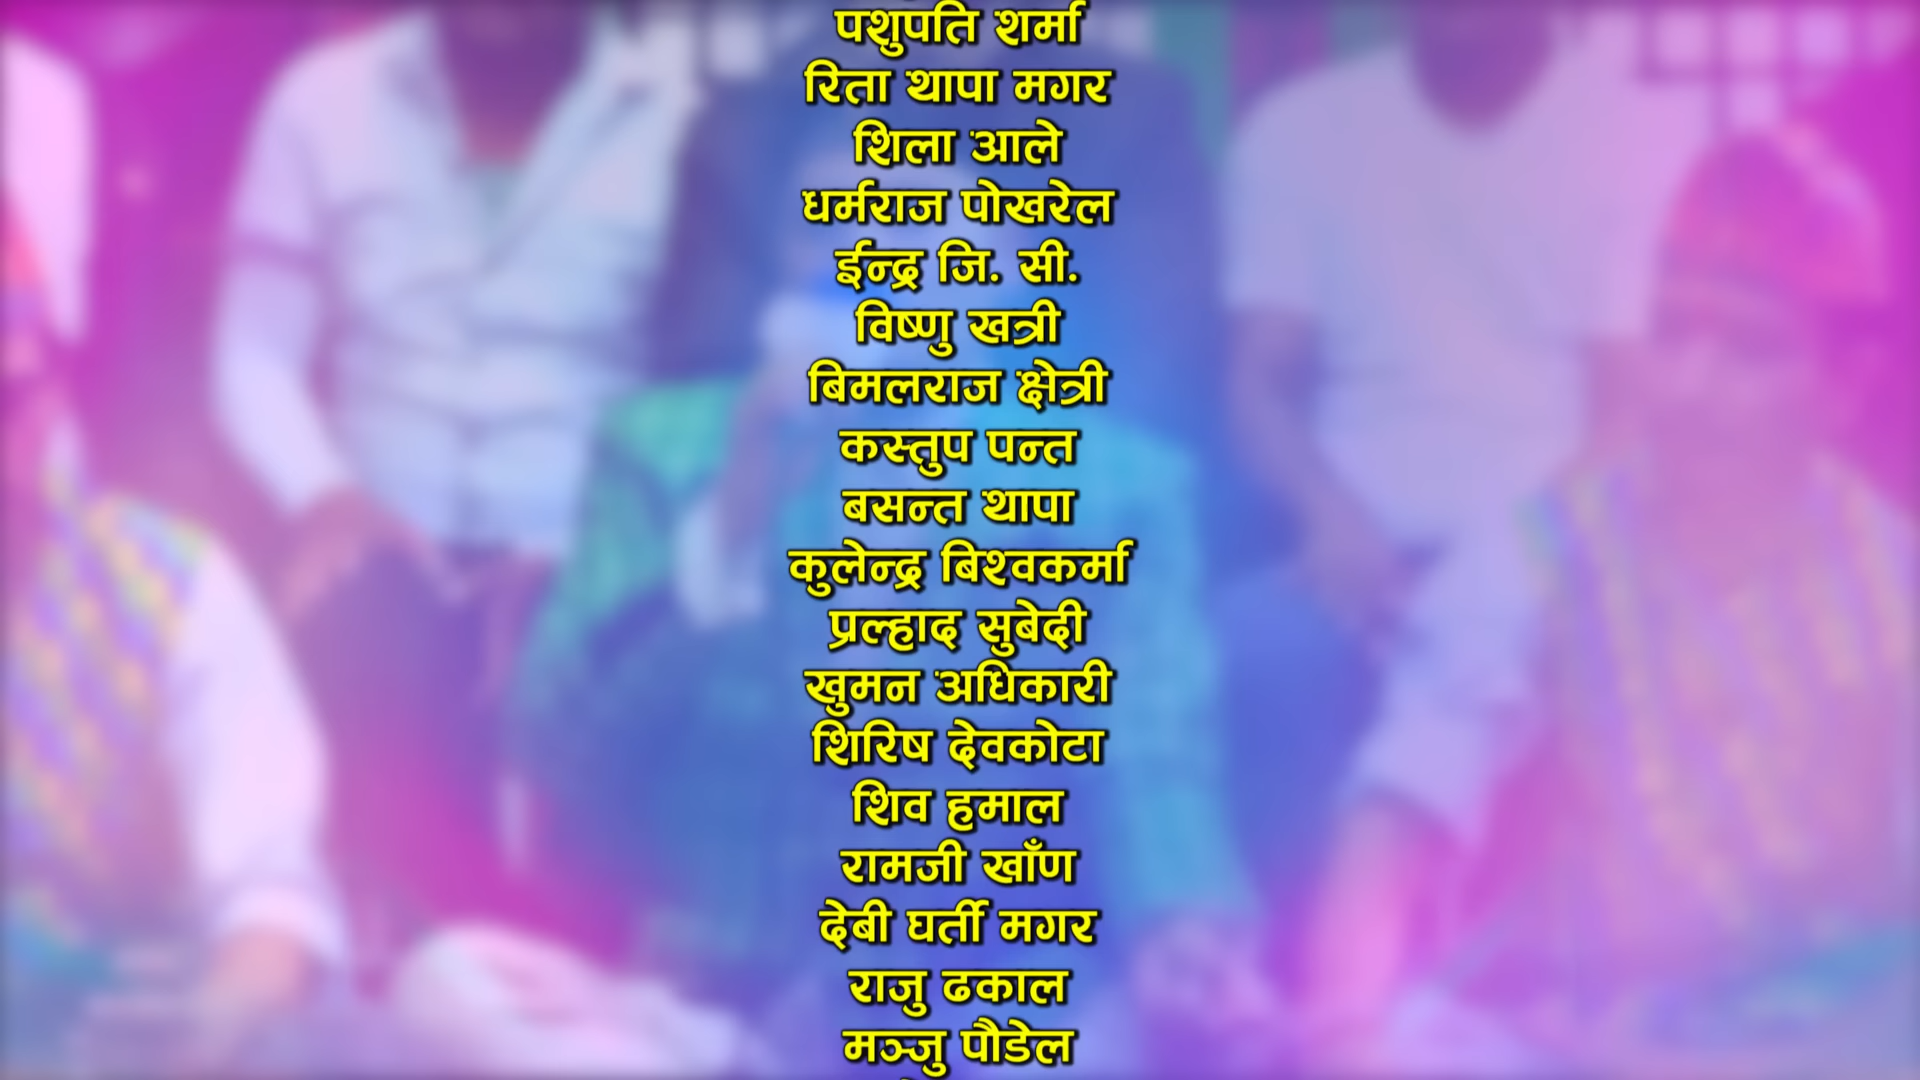 पशुपति शर्मा
रिता थापा मगर
शिला आले
धर्मराज पोखरेल
ईन्द्र जि. सी.
विष्णु खत्री
बिमलराज क्षेत्री
कस्तुप पन्त
बसन्त थापा
कुलेन्द्र बिश्वकर्मा
प्रल्हाद सुबेदी
खुमन अधिकारी
शिरिष देवकोटा
शिव हमाल
रामजी खाँण
देबी घर्ती मगर
राजु ढकाल
मञ्जु पौडेल